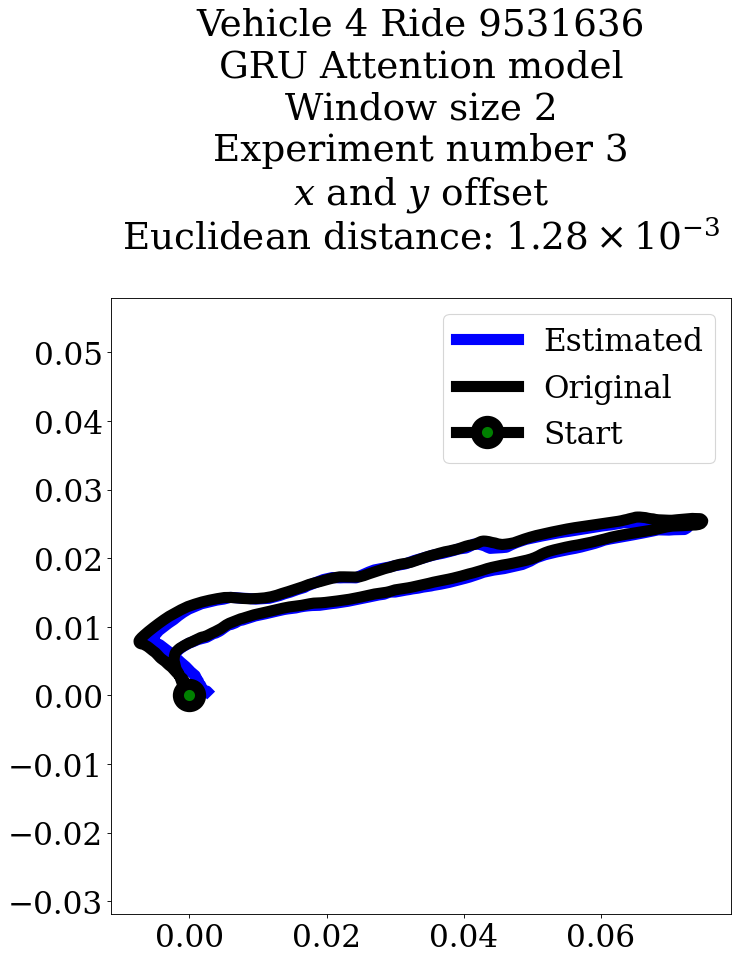 Vehicle 4 Ride 9531636
GRU Attention model
Window size 2
Experiment number 3
x and y offset
Euclidean distance: 1.28 × 10⁻³
Estimated
Original
Start
0.05
0.04
0.03
0.02
0.01
0.00
−0.01
−0.02
−0.03
0.00 0.02 0.04 0.06